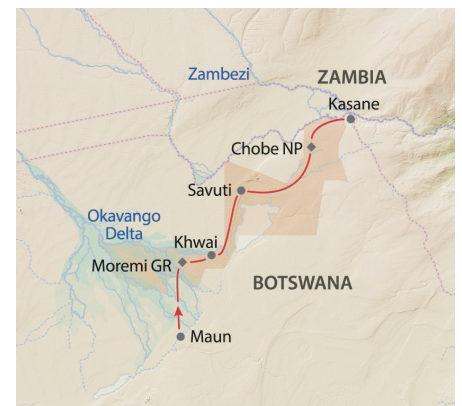 Zambezi
ZAMBIA
Kasane
Chobe NP
Savuti
Okavango
Delta
Khwai
Moremi GR
BOTSWANA
Maun